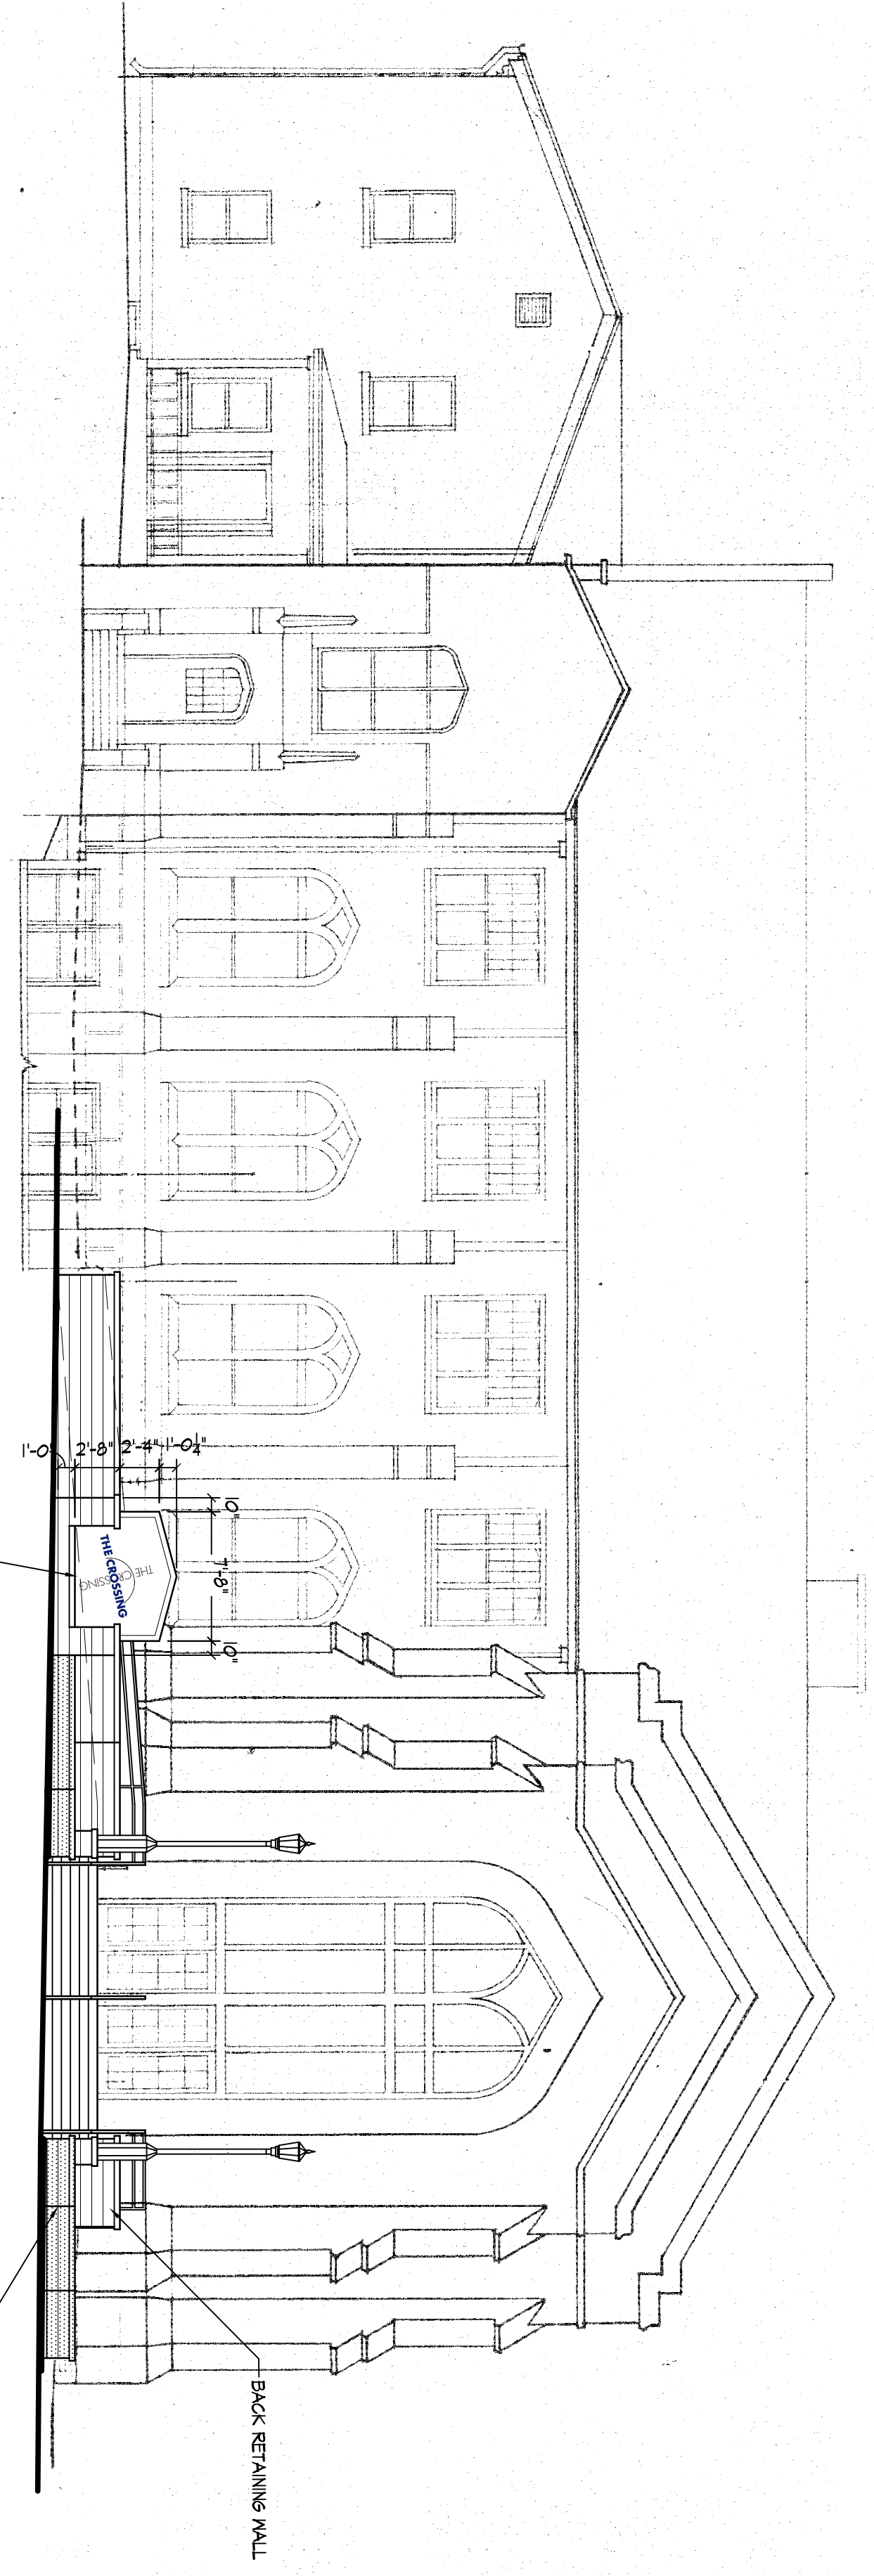 1'-0"
2'-8"
2'-4"
1'-0¼"
10"
7'-8"
10"
THE CROSSING
THE CROSSING
BACK RETAINING WALL